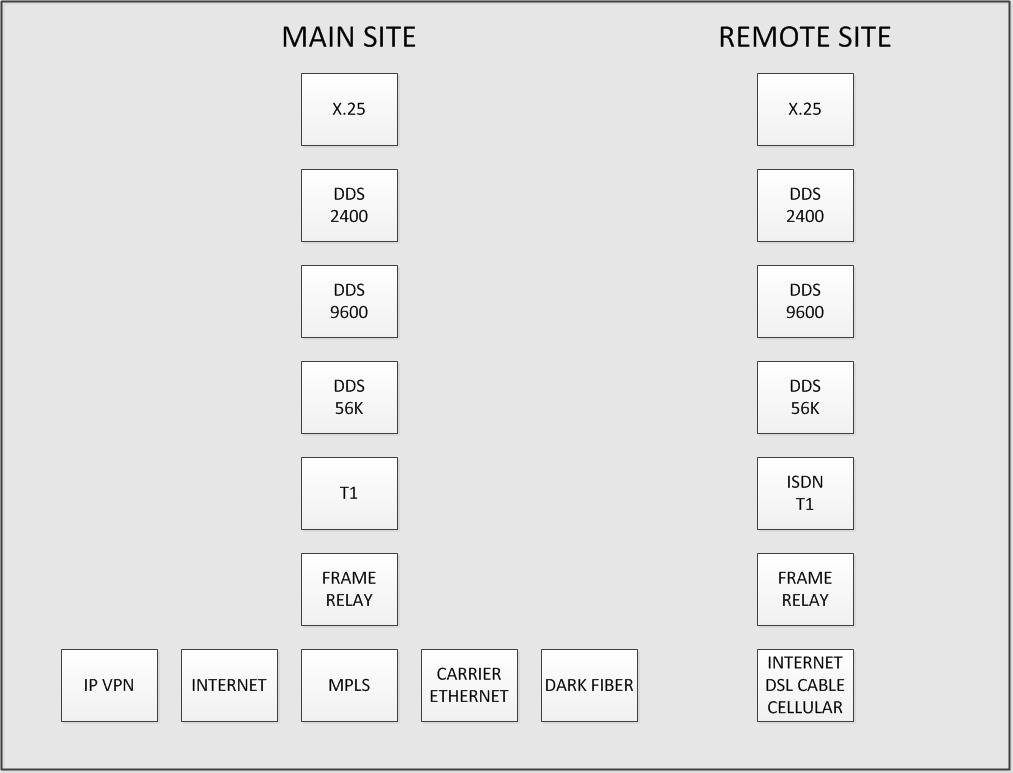 MAIN SITE
REMOTE SITE
X.25
X.25
DDS
2400
DDS
2400
DDS
9600
DDS
9600
DDS
56K
DDS
56K
T1
ISDN
T1
FRAME
RELAY
FRAME
RELAY
IP VPN
INTERNET
MPLS
CARRIER
ETHERNET
DARK FIBER
INTERNET
DSL CABLE
CELLULAR